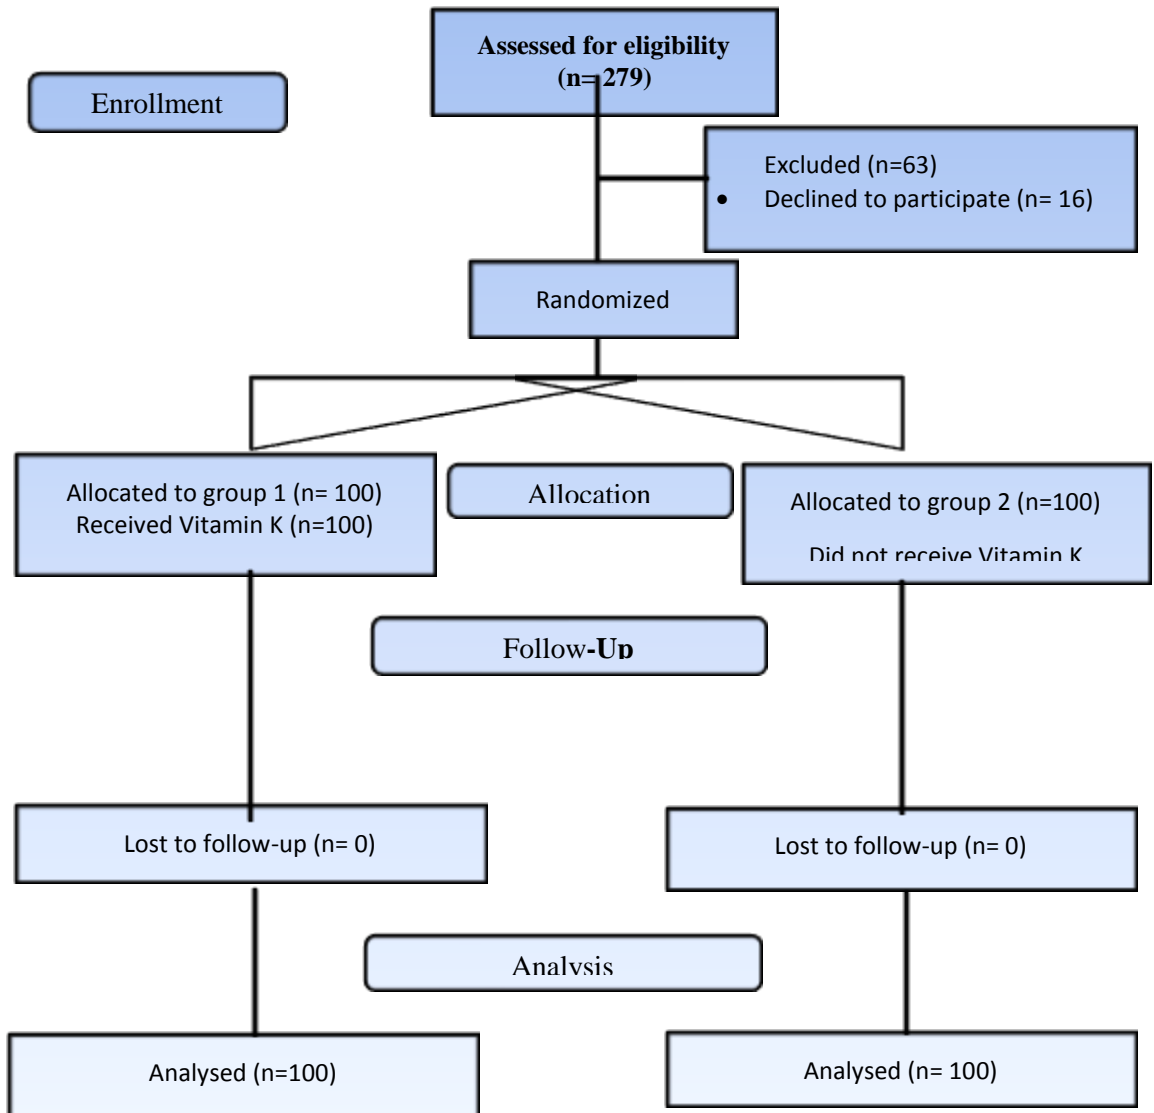 Assessed for eligibility
(n= 279)
Enrollment
Excluded (n=63)
• Declined to participate (n= 16)
Randomized
Allocated to group 1 (n= 100)
Received Vitamin K (n=100)
Allocation
Allocated to group 2 (n=100)
Did not receive Vitamin K
Follow-Up
Lost to follow-up (n= 0)
Lost to follow-up (n= 0)
Analysis
Analysed (n=100)
Analysed (n= 100)